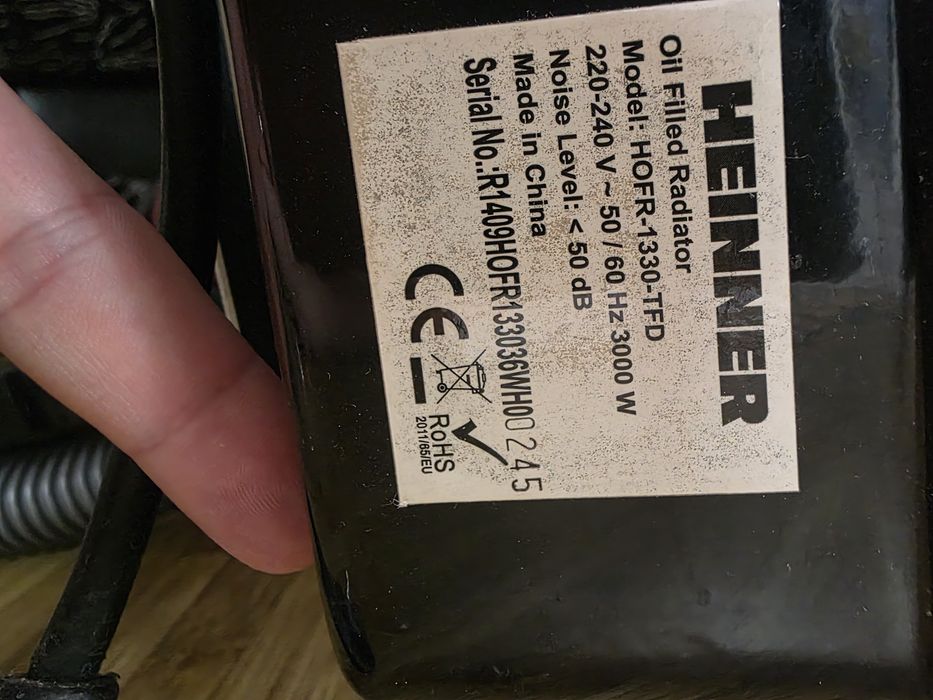 HEINNER
Oil Filled Radiator
Model: HOFR-1330-TFD
220-240 V ~ 50 / 60 Hz 3000 W
Noise Level: < 50 dB
Made in China
Serial No.:R1409HOFR133036WH00245
CE
RoHS
2011/65/EU